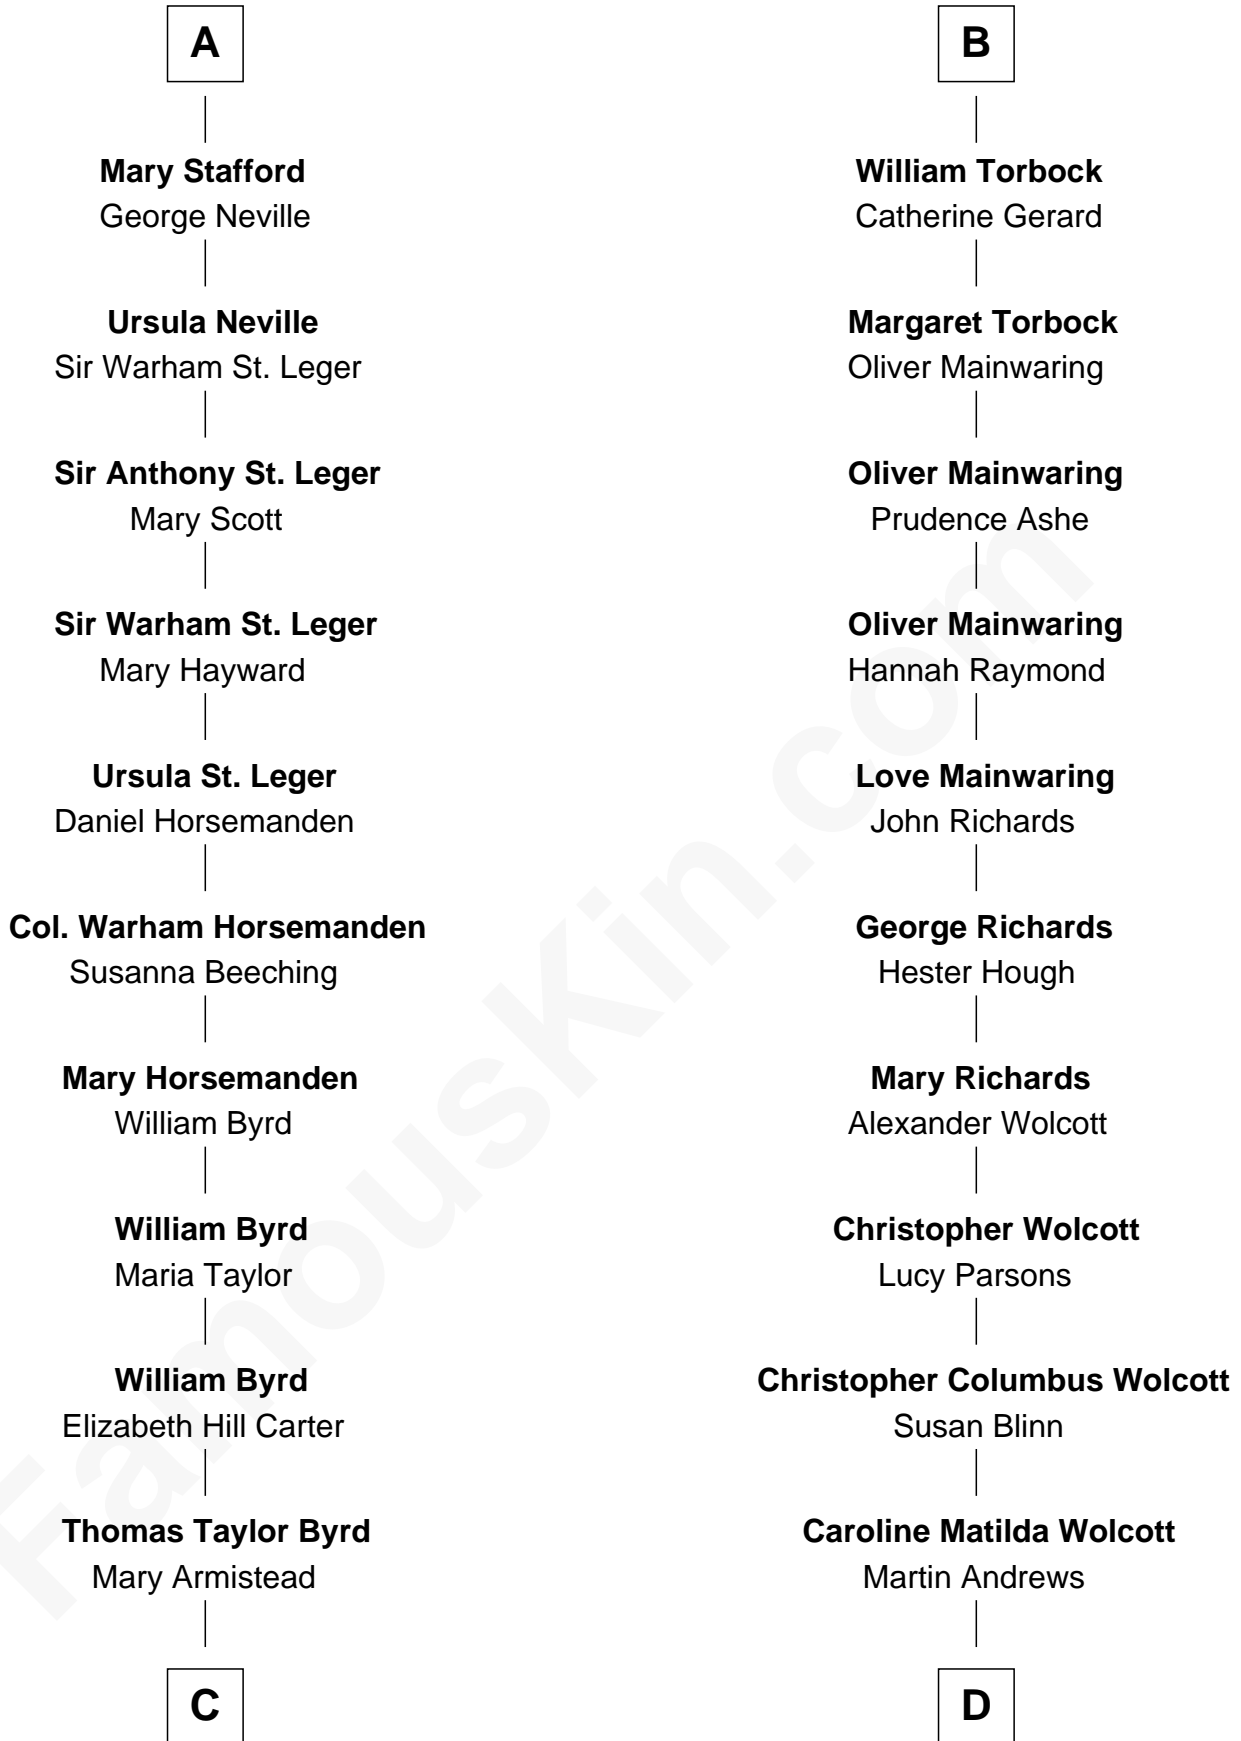 A
Mary Stafford
George Neville
Ursula Neville
Sir Warham St. Leger
Sir Anthony St. Leger
Mary Scott
Sir Warham St. Leger
Mary Hayward
Ursula St. Leger
Daniel Horsemanden
Col. Warham Horsemanden
Susanna Beeching
Mary Horsemanden
William Byrd
William Byrd
Maria Taylor
William Byrd
Elizabeth Hill Carter
Thomas Taylor Byrd
Mary Armistead
C
B
William Torbock
Catherine Gerard
Margaret Torbock
Oliver Mainwaring
Oliver Mainwaring
Prudence Ashe
Oliver Mainwaring
Hannah Raymond
Love Mainwaring
John Richards
George Richards
Hester Hough
Mary Richards
Alexander Wolcott
Christopher Wolcott
Lucy Parsons
Christopher Columbus Wolcott
Susan Blinn
Caroline Matilda Wolcott
Martin Andrews
D
FamousKin.com